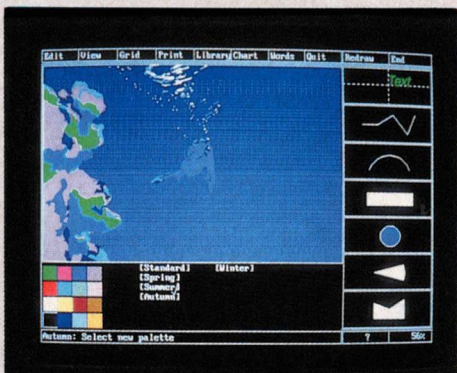 Edit View Grid Print Library Chart Words Quit Redraw End
Text
[Standard] [Winter]
[Spring]
[Summer]
[Autumn]
Autumn: Select new palette ? 56%